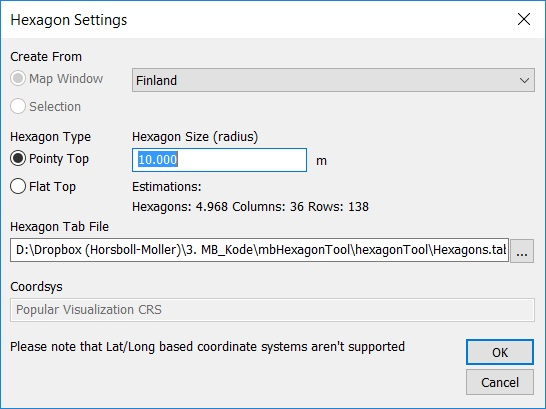 Hexagon Settings
Create From
Map Window
Finland
Selection
Hexagon Type
Hexagon Size (radius)
Pointy Top
10.000
m
Flat Top
Estimations:
Hexagons: 4.968 Columns: 36 Rows: 138
Hexagon Tab File
D:\Dropbox (Horsboll-Moller)\3. MB_Kode\mbHexagonTool\hexagonTool\Hexagons.tab
...
Coordsys
Popular Visualization CRS
Please note that Lat/Long based coordinate systems aren't supported
OK
Cancel